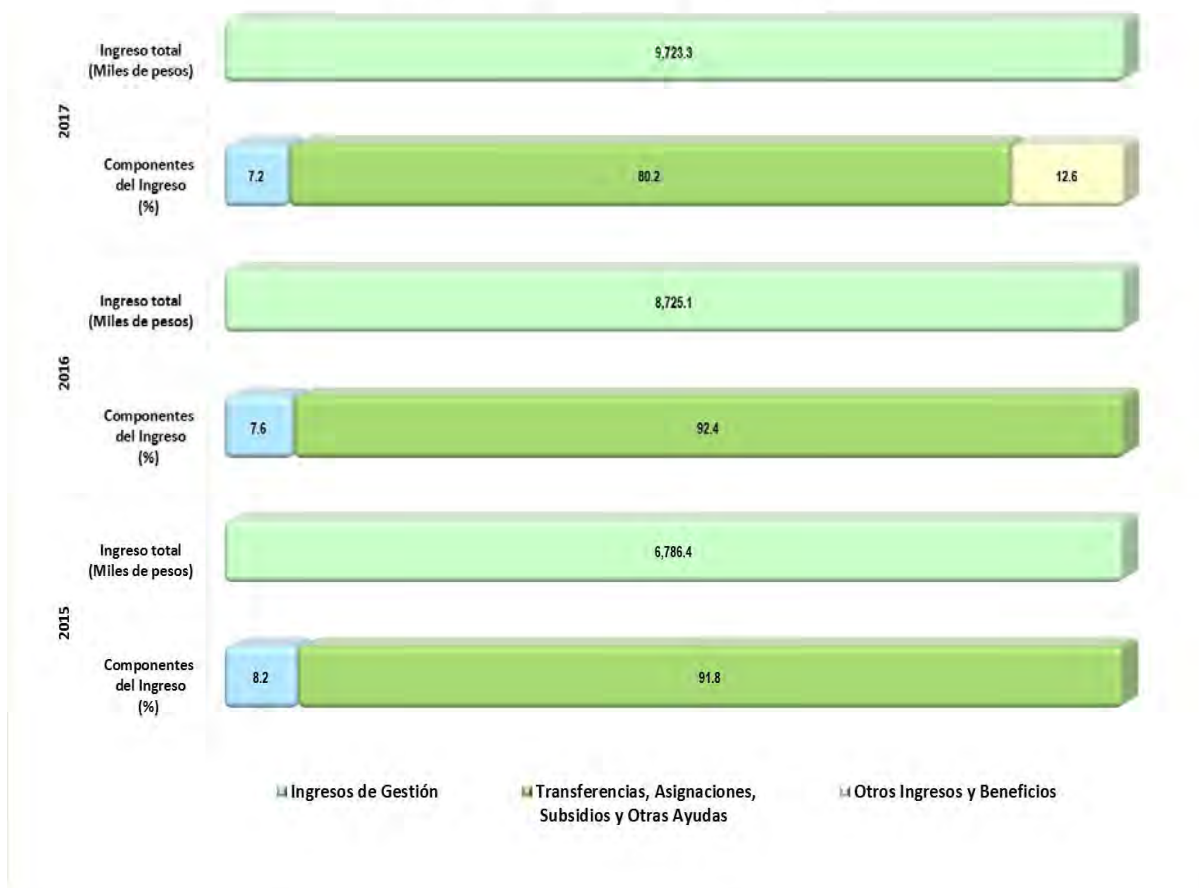 2017
Ingreso total
(Miles de pesos)
9,723.3
Componentes
del Ingreso
(%)
7.2
80.2
12.6
2016
Ingreso total
(Miles de pesos)
8,725.1
Componentes
del Ingreso
(%)
7.6
92.4
2015
Ingreso total
(Miles de pesos)
6,786.4
Componentes
del Ingreso
(%)
8.2
91.8
Ingresos de Gestión
Transferencias, Asignaciones,
Subsidios y Otras Ayudas
Otros Ingresos y Beneficios